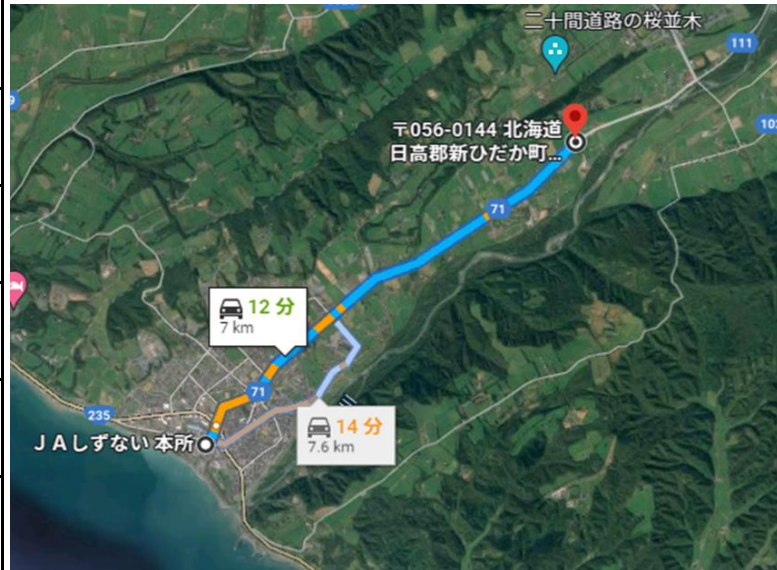 二十間道路の桜並木
111
〒056-0144 北海道
日高郡新ひだか町...
71
12 分
7 km
71
235
14 分
7.6 km
JAしずない 本所